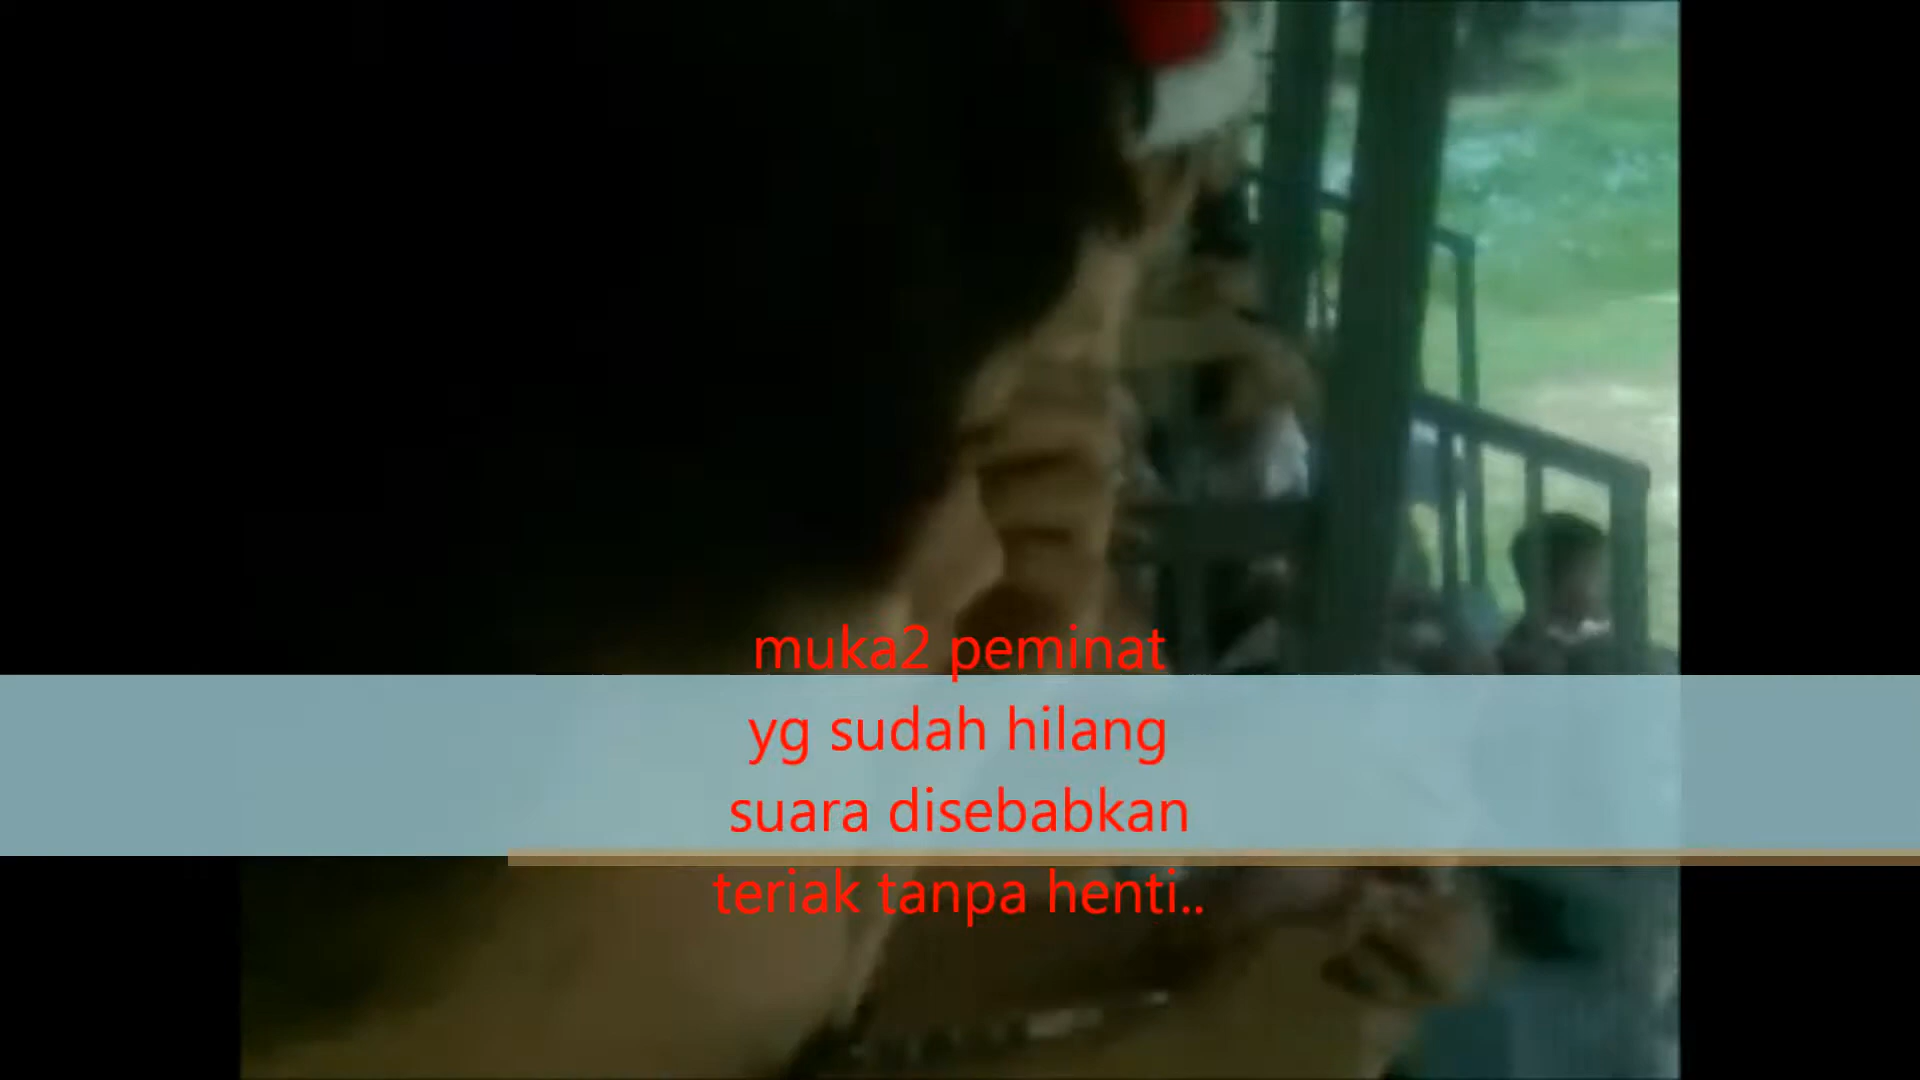 muka2 peminat
yg sudah hilang
suara disebabkan
teriak tanpa henti..